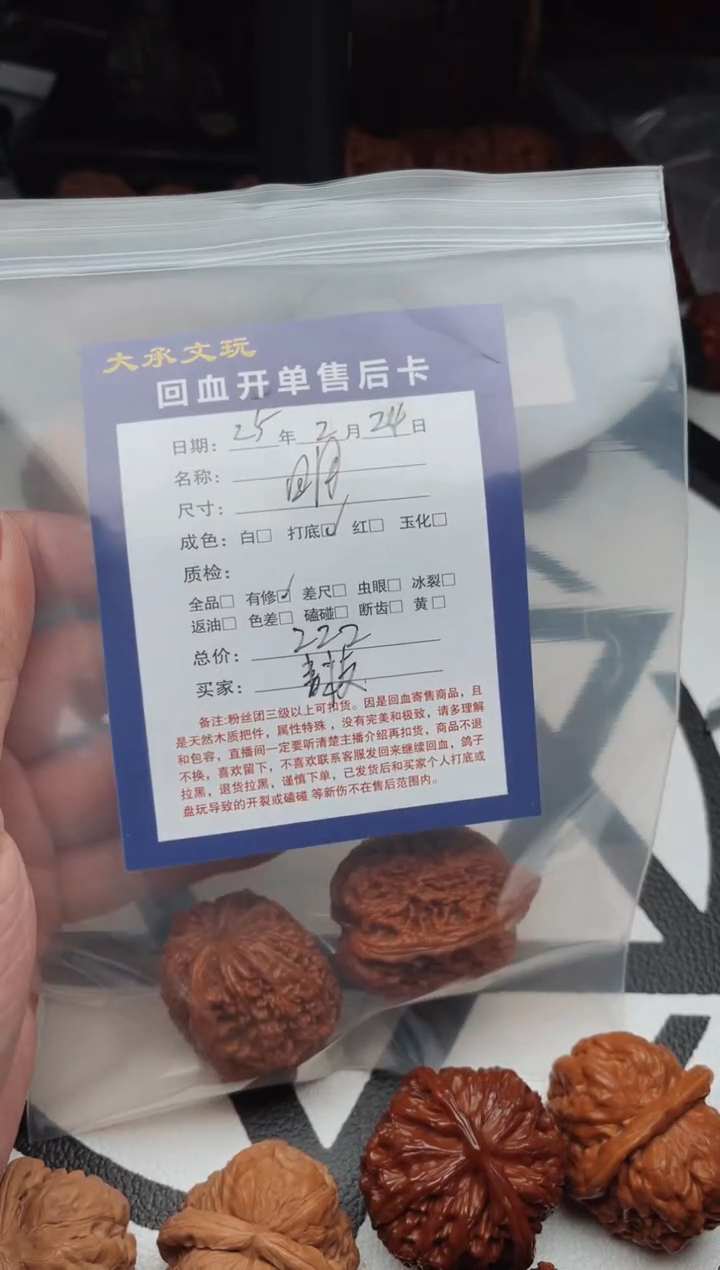 大承文玩
回血开单售后卡
日期: 25 年 2 月 24 日
名称:
尺寸:
成色: 白□ 打底☑ 红□ 玉化□
质检:
全品□ 有修☑ 差尺□ 虫眼□ 冰裂□
返油□ 色差□ 磕碰□ 断齿□ 黄□
总价: 222
买家:
备注:粉丝团三级以上可扣货。因是回血寄售商品，且
是天然木质把件，属性特殊，没有完美和极致，请多理解
和包容，直播间一定要听清楚主播介绍再扣货，商品不退
不换，喜欢留下，不喜欢联系客服发回来继续回血，鸽子
拉黑，退货拉黑，谨慎下单，已发货后和买家个人打底或
盘玩导致的开裂或磕碰 等新伤不在售后范围内。